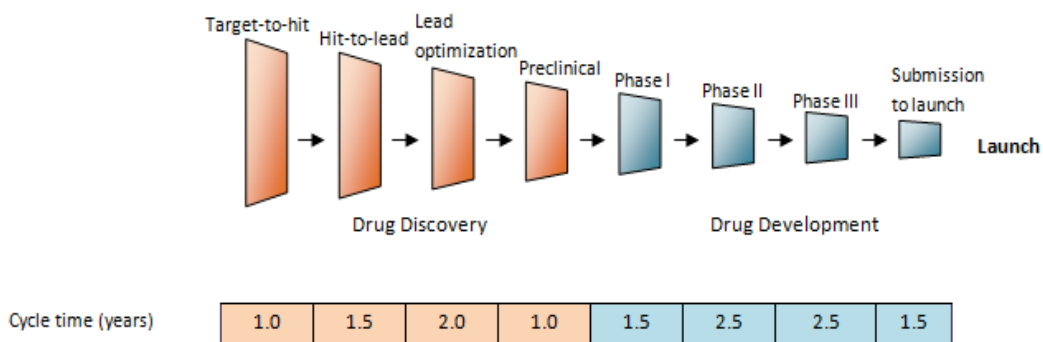 Target-to-hit
Hit-to-lead
Lead
optimization
Preclinical
Phase I
Phase II
Phase III
Submission
to launch
Launch
Drug Discovery
Drug Development
Cycle time (years)
1.0
1.5
2.0
1.0
1.5
2.5
2.5
1.5